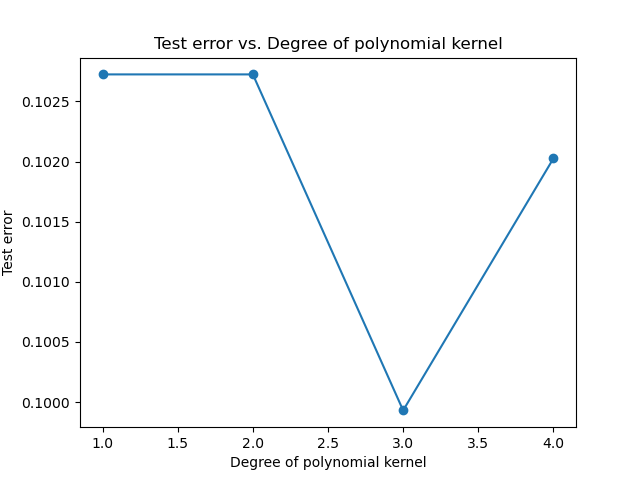 Test error vs. Degree of polynomial kernel
0.1025
0.1020
0.1015
0.1010
0.1005
0.1000
Test error
1.0 1.5 2.0 2.5 3.0 3.5 4.0
Degree of polynomial kernel